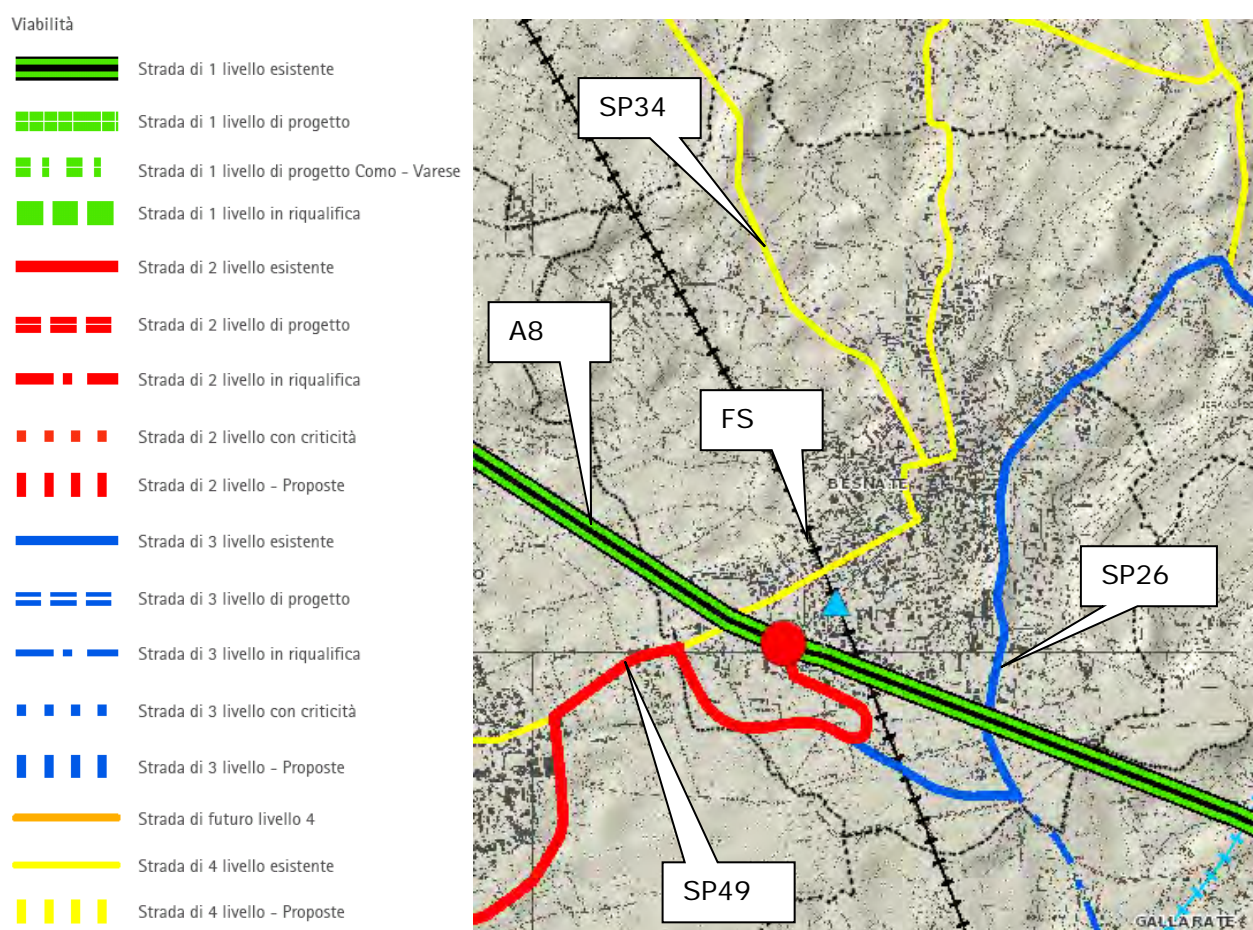 Viabilità
Strada di 1 livello esistente
Strada di 1 livello di progetto
Strada di 1 livello di progetto Como - Varese
Strada di 1 livello in riqualifica
Strada di 2 livello esistente
Strada di 2 livello di progetto
Strada di 2 livello in riqualifica
Strada di 2 livello con criticità
Strada di 2 livello - Proposte
Strada di 3 livello esistente
Strada di 3 livello di progetto
Strada di 3 livello in riqualifica
Strada di 3 livello con criticità
Strada di 3 livello - Proposte
Strada di futuro livello 4
Strada di 4 livello esistente
Strada di 4 livello - Proposte
SP34
A8
FS
BESNATE
SP26
SP49
GALLARATE